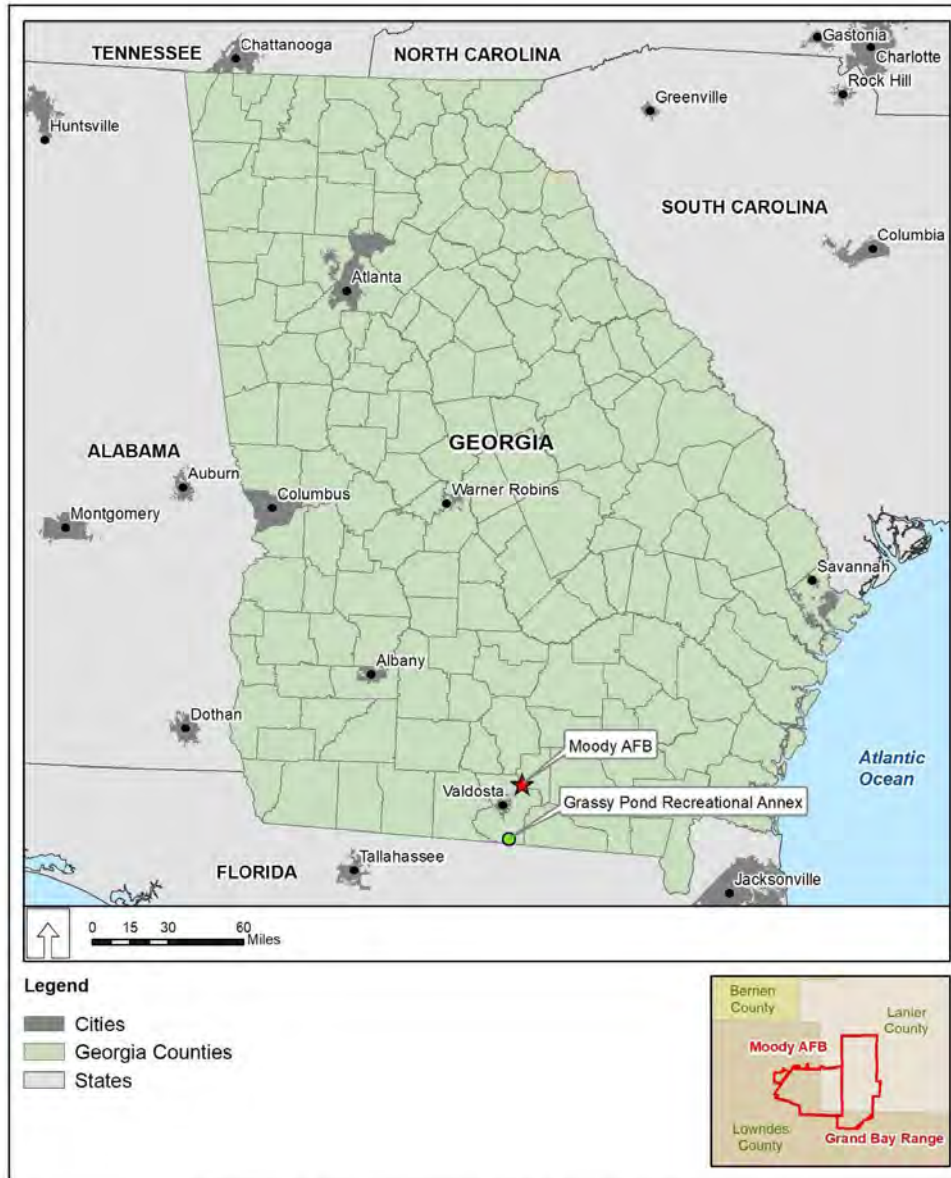 TENNESSEE
Chattanooga
NORTH CAROLINA
Gastonia
Charlotte
Rock Hill
Huntsville
Greenville
SOUTH CAROLINA
Columbia
Atlanta
GEORGIA
ALABAMA
Auburn
Columbus
Warner Robins
Montgomery
Savannah
Albany
Dothan
Moody AFB
Atlantic
Ocean
Valdosta
Grassy Pond Recreational Annex
Tallahassee
FLORIDA
Jacksonville
0 15 30 60
Miles
Legend
Cities
Georgia Counties
States
Berrien
County
Lanier
County
Moody AFB
Lowndes
County
Grand Bay Range